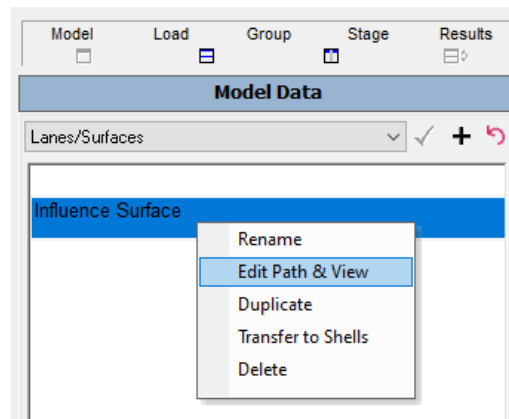 Model Load Group Stage Results
Model Data
Lanes/Surfaces
Influence Surface
Rename
Edit Path & View
Duplicate
Transfer to Shells
Delete